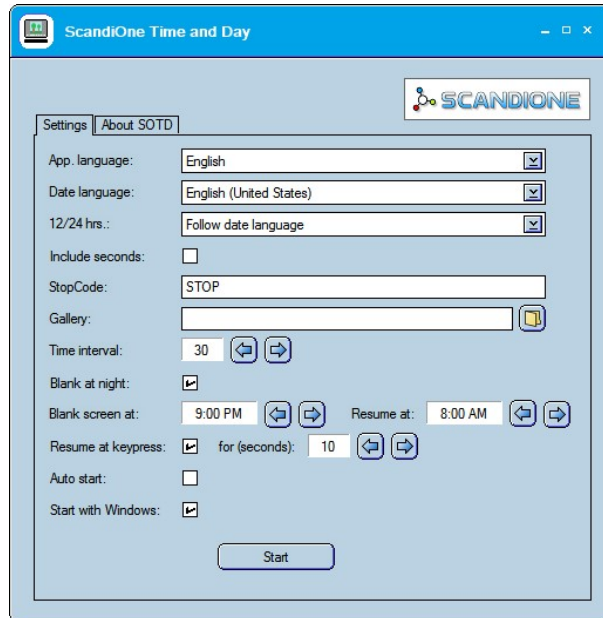 ScandiOne Time and Day
SCANDIONE
Settings About SOTD
App. language: English
Date language: English (United States)
12/24 hrs.: Follow date language
Include seconds:
StopCode: STOP
Gallery:
Time interval: 30
Blank at night:
Blank screen at: 9:00 PM Resume at: 8:00 AM
Resume at keypress: for (seconds): 10
Auto start:
Start with Windows:
Start